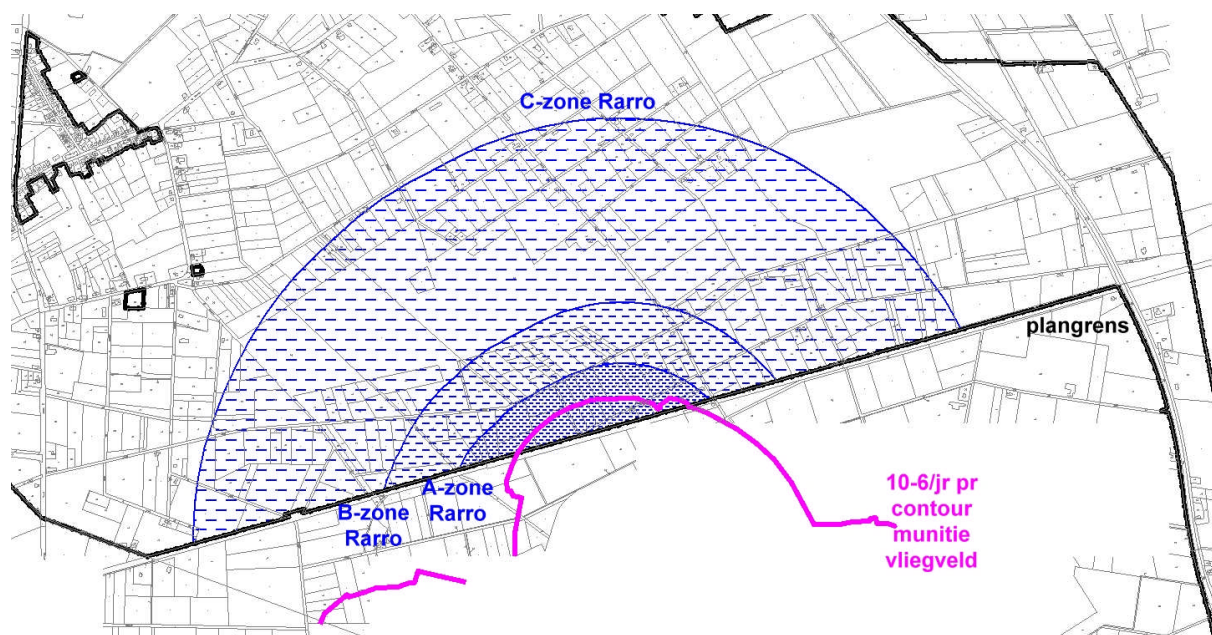 C-zone Rarro
plangrens
A-zone
Rarro
B-zone
Rarro
10-6/jr pr
contour
munitie
vliegveld